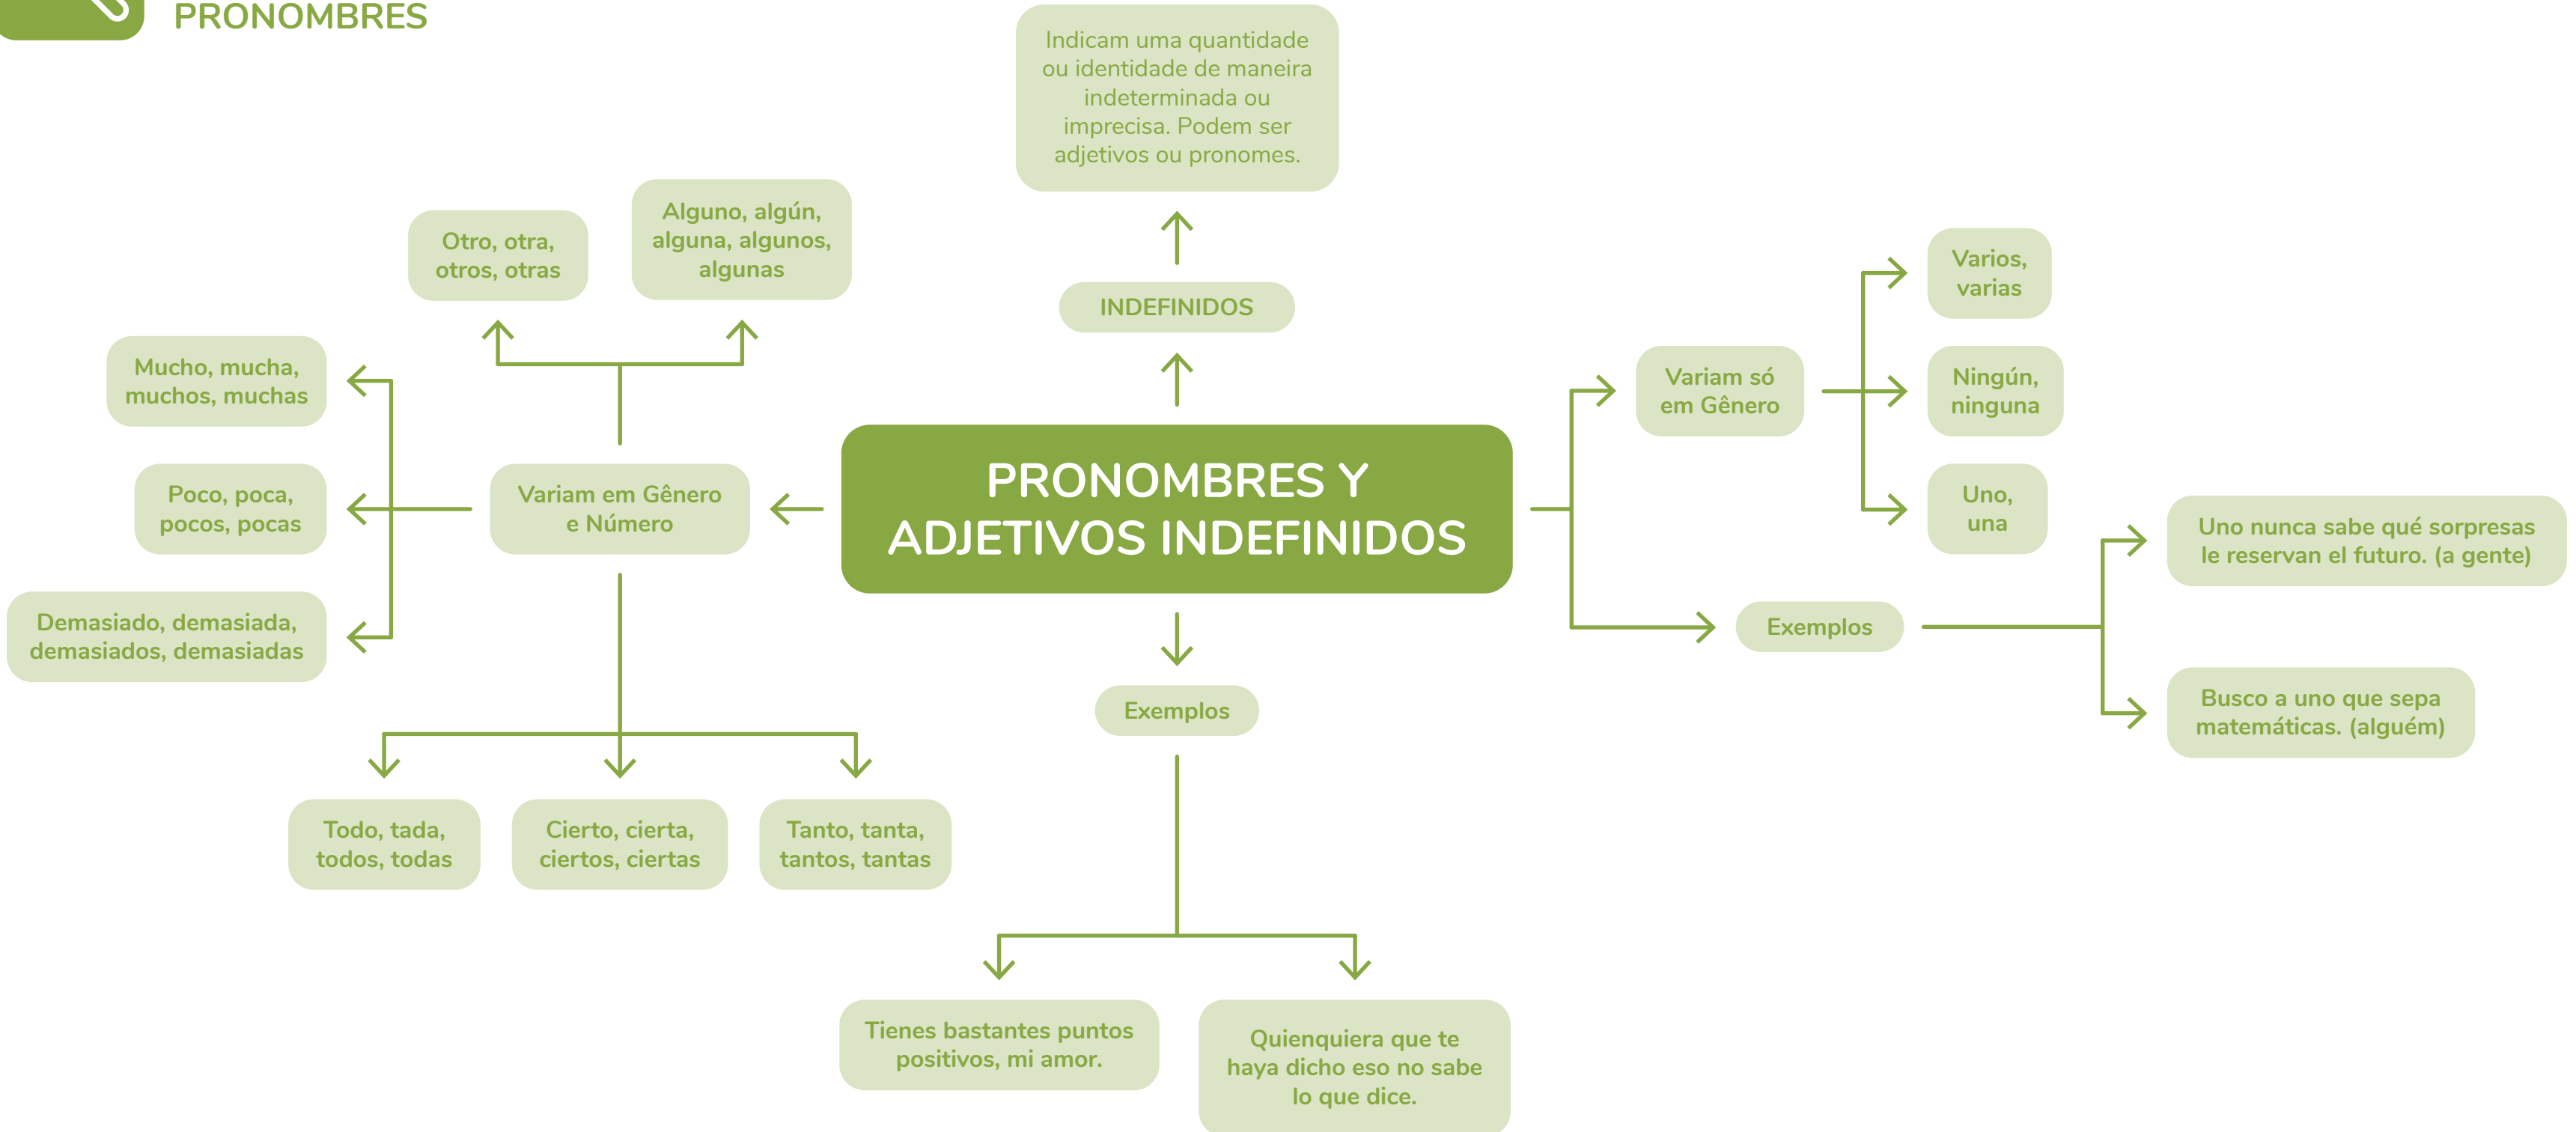 PRONOMBRES
Indicam uma quantidade
ou identidade de maneira
indeterminada ou
imprecisa. Podem ser
adjetivos ou pronomes.
INDEFINIDOS
PRONOMBRES Y
ADJETIVOS INDEFINIDOS
Variam em Gênero
e Número
Otro, otra,
otros, otras
Alguno, algún,
alguna, algunos,
algunas
Mucho, mucha,
muchos, muchas
Poco, poca,
pocos, pocas
Demasiado, demasiada,
demasiados, demasiadas
Todo, tada,
todos, todas
Cierto, cierta,
ciertos, ciertas
Tanto, tanta,
tantos, tantas
Exemplos
Tienes bastantes puntos
positivos, mi amor.
Quienquiera que te
haya dicho eso no sabe
lo que dice.
Variam só
em Gênero
Varios,
varias
Ningún,
ninguna
Uno,
una
Exemplos
Uno nunca sabe qué sorpresas
le reservan el futuro. (a gente)
Busco a uno que sepa
matemáticas. (alguém)